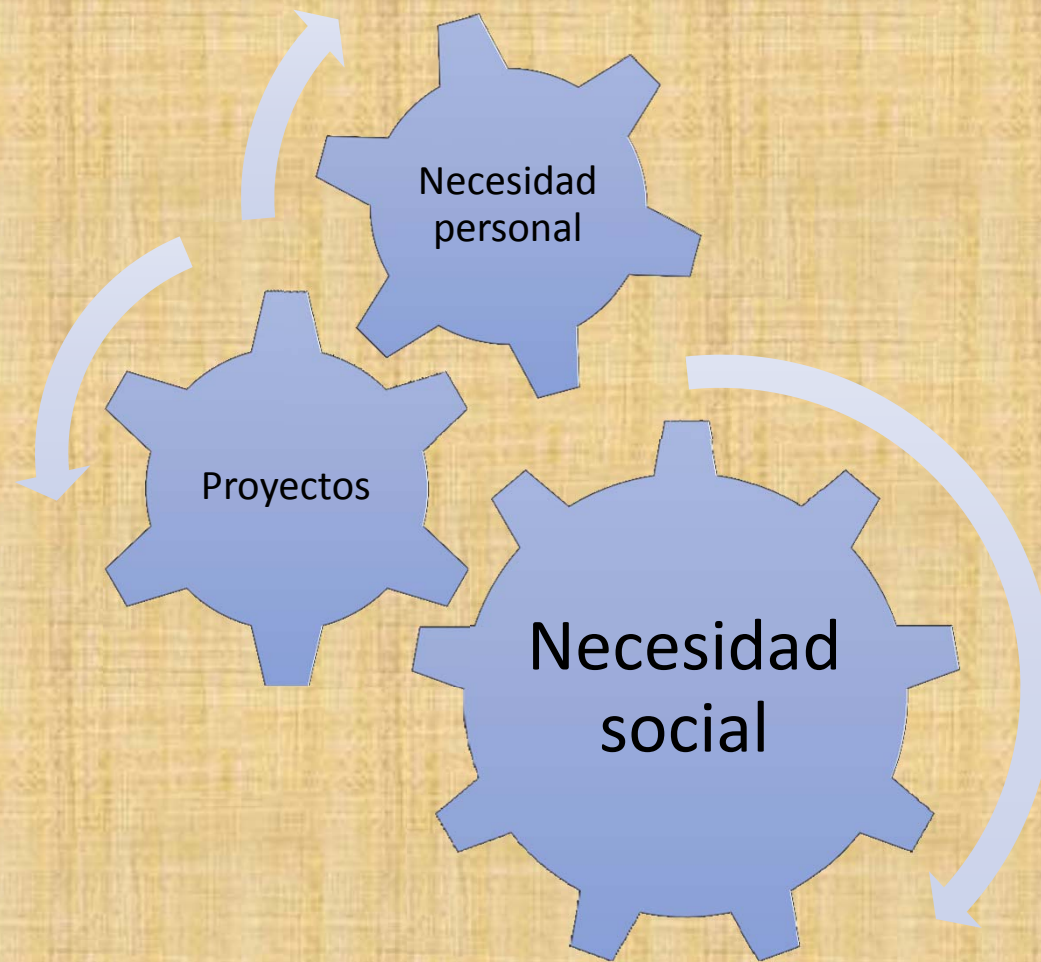 Necesidad
personal
Proyectos
Necesidad
social